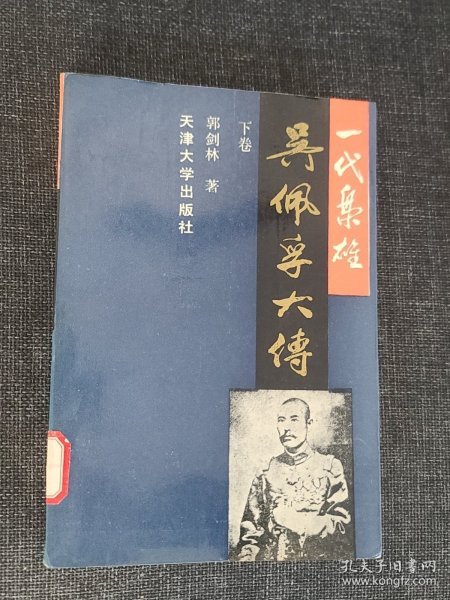 一代枭雄
吴佩孚大傳
下卷
郭剑林 著
天津大学出版社
孔夫子旧书网
www.kongfz.com